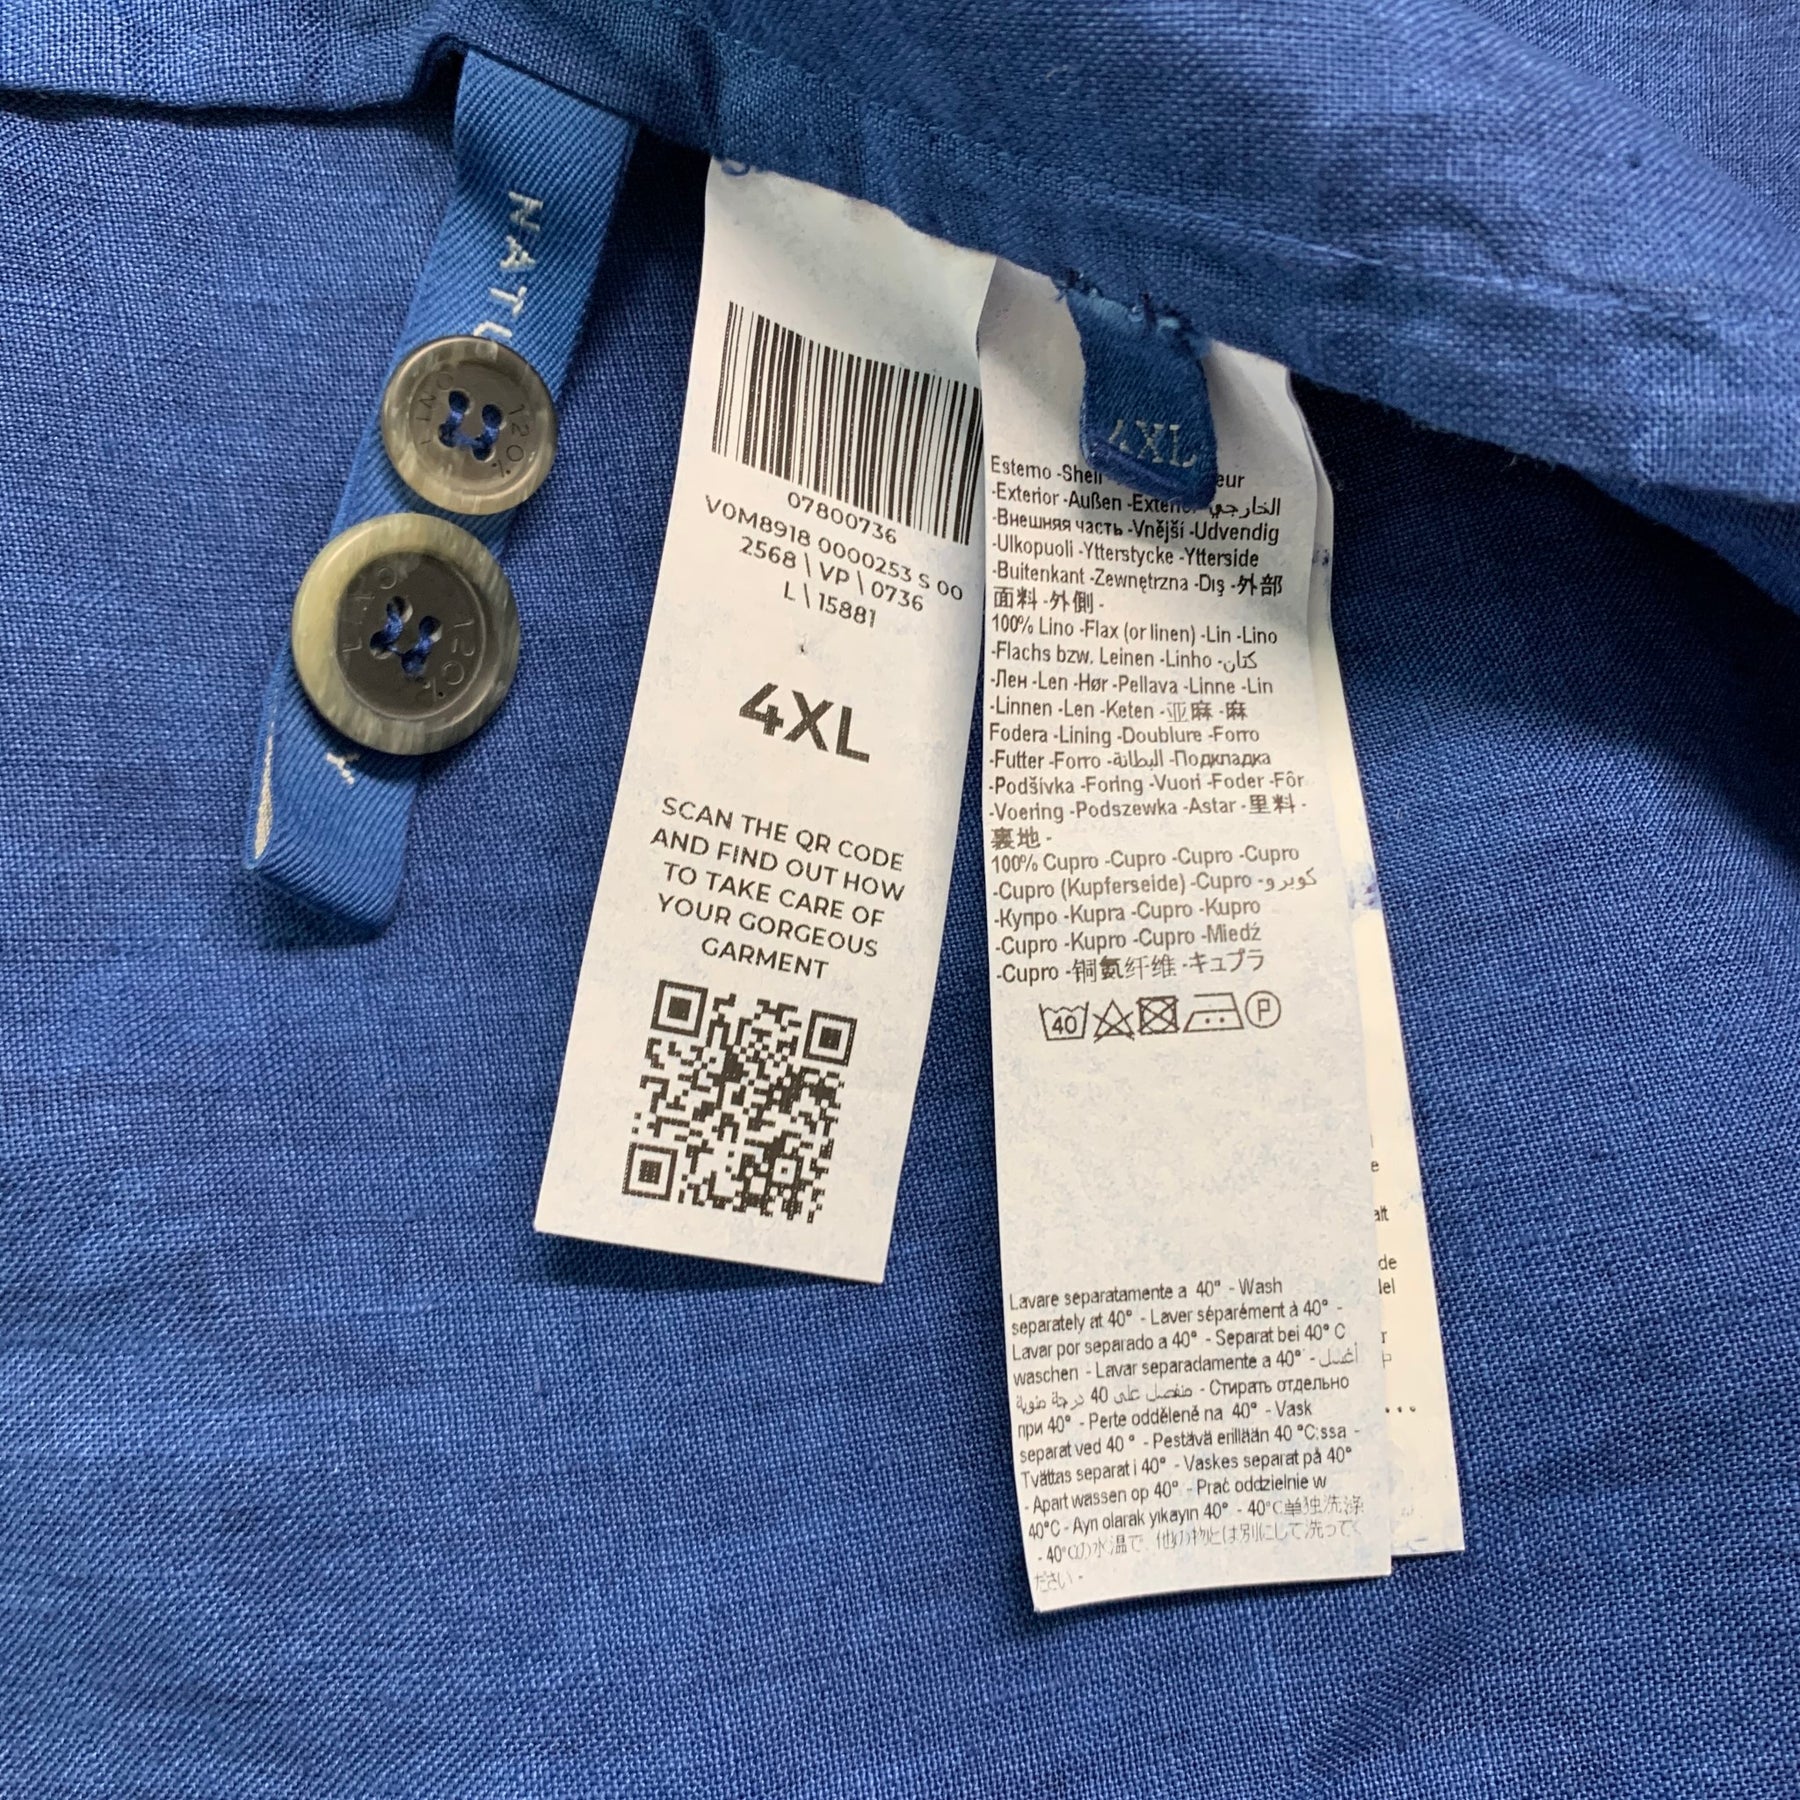 NATU
120%
LINO
120%
LINO
Y
07800736
V0M8918 0000253 S 00
2568 \ VP \ 0736
L \ 15881
4XL
SCAN THE QR CODE
AND FIND OUT HOW
TO TAKE CARE OF
YOUR GORGEOUS
GARMENT
4XL
Esterno -Shell eur
-Exterior -Außen -Exterior الخارجي
-Внешняя часть -Vnější -Udvendig
-Ulkopuoli -Ytterstycke -Ytterside
-Buitenkant -Zewnętrzna -Dış -外部
面料 -外側 -
100% Lino -Flax (or linen) -Lin -Lino
-Flachs bzw. Leinen -Linho -كتان
-Лен -Len -Hør -Pellava -Linne -Lin
-Linnen -Len -Keten -亚麻 -麻
Fodera -Lining -Doublure -Forro
-Futter -Forro -البطانة -Подкладка
-Podšívka -Foring -Vuori -Foder -Fôr
-Voering -Podszewka -Astar -里料 -
裏地 -
100% Cupro -Cupro -Cupro -Cupro
-Cupro (Kupferseide) -Cupro -كوبرو
-Купро -Kupra -Cupro -Kupro
-Cupro -Kupro -Cupro -Miedź
-Cupro -铜氨纤维 -キュプラ
40 P
Lavare separatamente a 40° - Wash
separately at 40° - Laver séparément à 40° -
Lavar por separado a 40° - Separat bei 40° C
waschen - Lavar separadamente a 40° - أغسل
منفصل على 40 درجة مئوية - Стирать отдельно
при 40° - Perte odděleně na 40° - Vask
separat ved 40 ° - Pestävä erillään 40 °C:ssa -
Tvättas separat i 40° - Vaskes separat på 40°
- Apart wassen op 40° - Prać oddzielnie w
40°C - Ayrı olarak yıkayın 40° - 40°C单独洗涤
- 40°Cの水温で、他の物とは別にして洗ってく
ださい -
e
alt
de
del
r